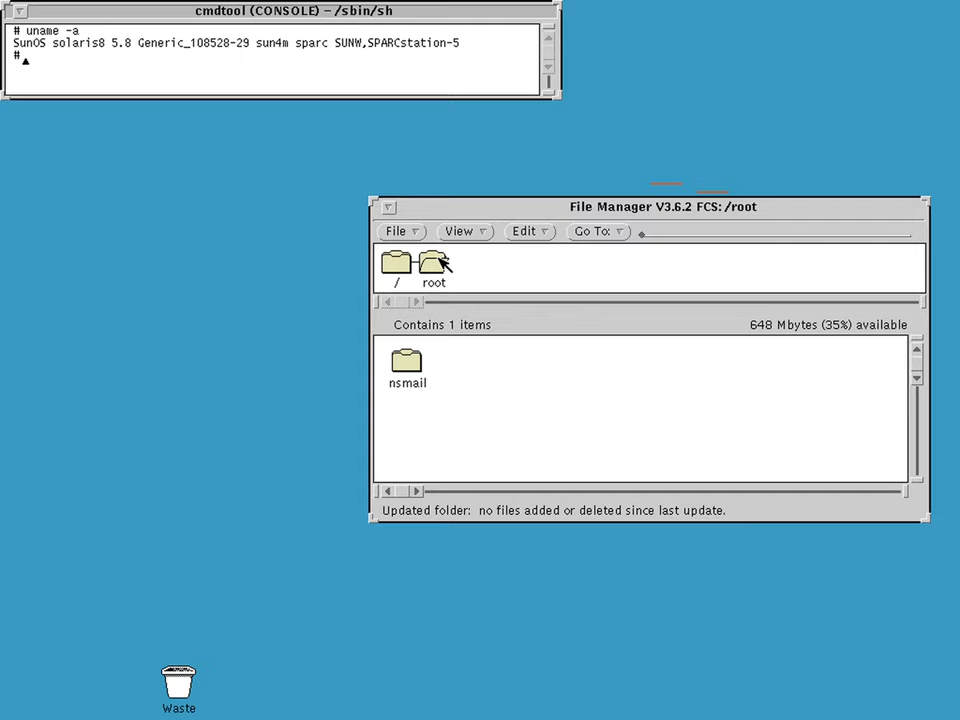 cmdtool (CONSOLE) - /sbin/sh
# uname -a
SunOS solaris8 5.8 Generic_108528-29 sun4m sparc SUNW,SPARCstation-5
#
File Manager V3.6.2 FCS: /root
File View Edit Go To:
/ root
Contains 1 items 648 Mbytes (35%) available
nsmail
Updated folder: no files added or deleted since last update.
Waste